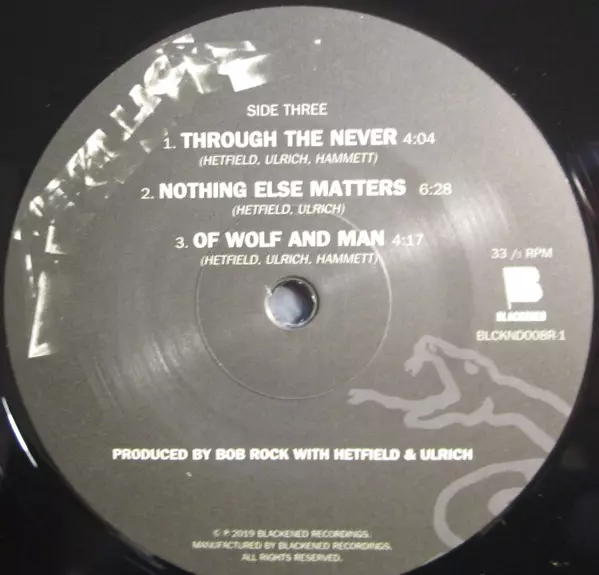 METALLICA
SIDE THREE
1. THROUGH THE NEVER 4:04
(HETFIELD, ULRICH, HAMMETT)
2. NOTHING ELSE MATTERS 6:28
(HETFIELD, ULRICH)
3. OF WOLF AND MAN 4:17
(HETFIELD, ULRICH, HAMMETT)
33 ⅓ RPM
B
BLACKENED
BLCKND008R-1
PRODUCED BY BOB ROCK WITH HETFIELD & ULRICH
© ℗ 2019 BLACKENED RECORDINGS.
MANUFACTURED BY BLACKENED RECORDINGS.
ALL RIGHTS RESERVED.